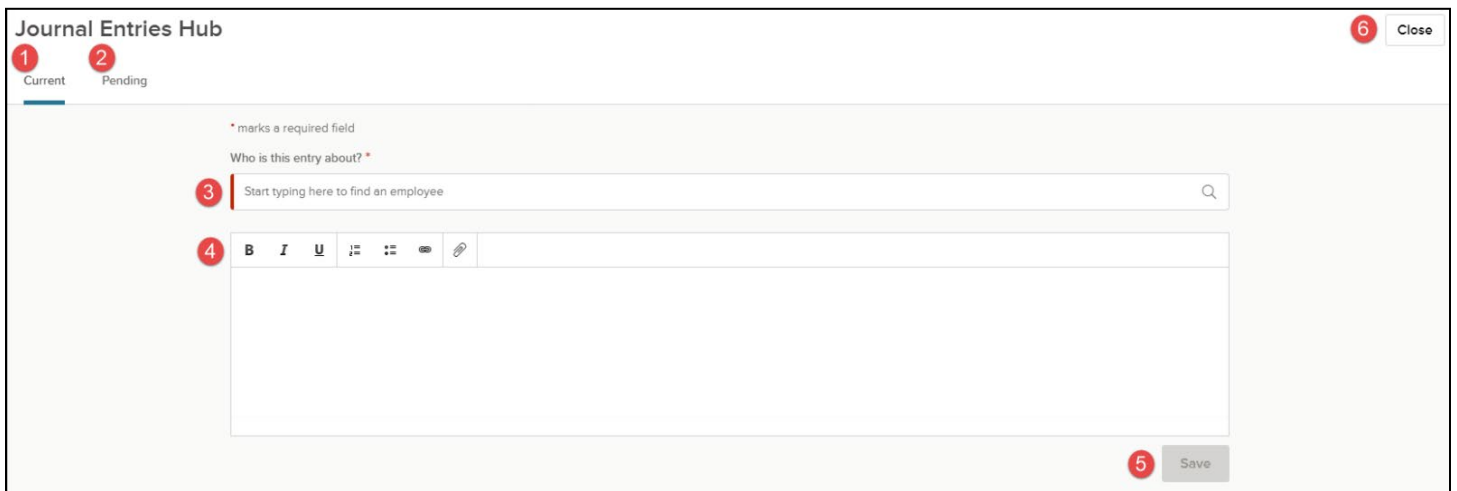 Journal Entries Hub
6 Close
1 2
Current Pending
* marks a required field
Who is this entry about? *
3 Start typing here to find an employee
4 B I U
5 Save